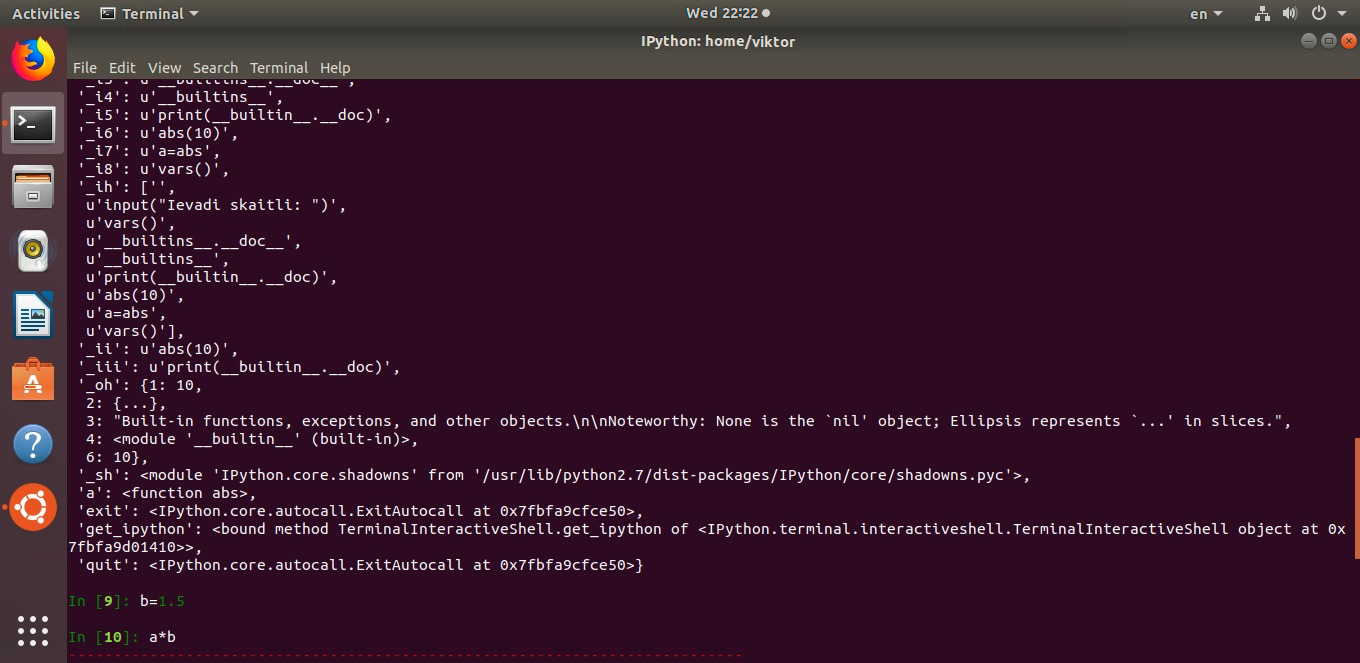 Activities Terminal Wed 22:22 en
IPython: home/viktor
File Edit View Search Terminal Help
'_i3': u'__builtins__.__doc__',
'_i4': u'__builtins__',
'_i5': u'print(__builtin__.__doc)',
'_i6': u'abs(10)',
'_i7': u'a=abs',
'_i8': u'vars()',
'_ih': ['',
u'input("Ievadi skaitli: ")',
u'vars()',
u'__builtins__.__doc__',
u'__builtins__',
u'print(__builtin__.__doc)',
u'abs(10)',
u'a=abs',
u'vars()'],
'_ii': u'abs(10)',
'_iii': u'print(__builtin__.__doc)',
'_oh': {1: 10,
2: {...},
3: "Built-in functions, exceptions, and other objects.\n\nNoteworthy: None is the `nil' object; Ellipsis represents `...' in slices.",
4: <module '__builtin__' (built-in)>,
6: 10},
'_sh': <module 'IPython.core.shadowns' from '/usr/lib/python2.7/dist-packages/IPython/core/shadowns.pyc'>,
'a': <function abs>,
'exit': <IPython.core.autocall.ExitAutocall at 0x7fbfa9cfce50>,
'get_ipython': <bound method TerminalInteractiveShell.get_ipython of <IPython.terminal.interactiveshell.TerminalInteractiveShell object at 0x
7fbfa9d01410>>,
'quit': <IPython.core.autocall.ExitAutocall at 0x7fbfa9cfce50>}
In [9]: b=1.5
In [10]: a*b
---------------------------------------------------------------------------